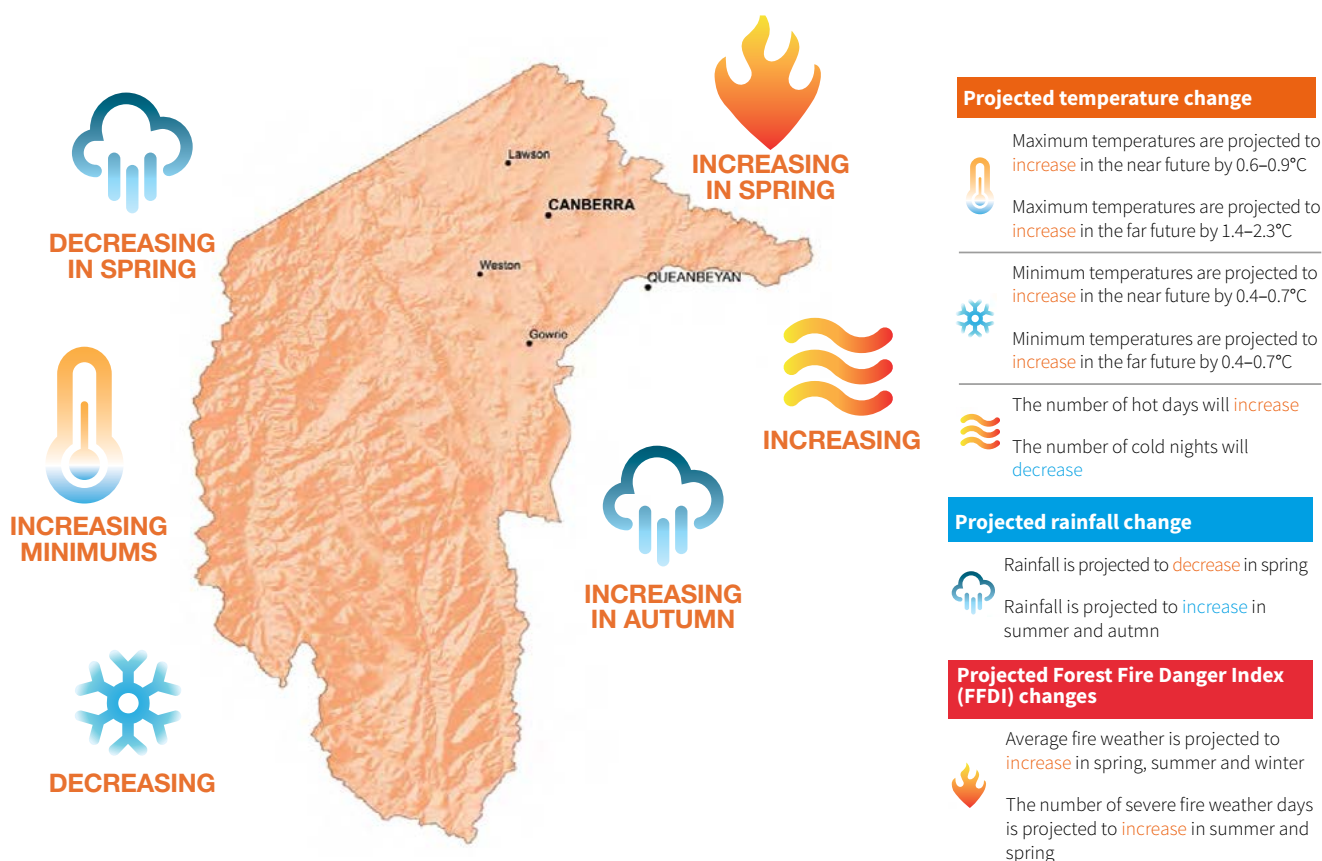 DECREASING
IN SPRING
INCREASING
MINIMUMS
DECREASING
Lawson
CANBERRA
Weston
QUEANBEYAN
Gowrie
INCREASING
IN SPRING
INCREASING
INCREASING
IN AUTUMN
Projected temperature change
Maximum temperatures are projected to
increase in the near future by 0.6–0.9°C
Maximum temperatures are projected to
increase in the far future by 1.4–2.3°C
Minimum temperatures are projected to
increase in the near future by 0.4–0.7°C
Minimum temperatures are projected to
increase in the far future by 0.4–0.7°C
The number of hot days will increase
The number of cold nights will
decrease
Projected rainfall change
Rainfall is projected to decrease in spring
Rainfall is projected to increase in
summer and autmn
Projected Forest Fire Danger Index
(FFDI) changes
Average fire weather is projected to
increase in spring, summer and winter
The number of severe fire weather days
is projected to increase in summer and
spring